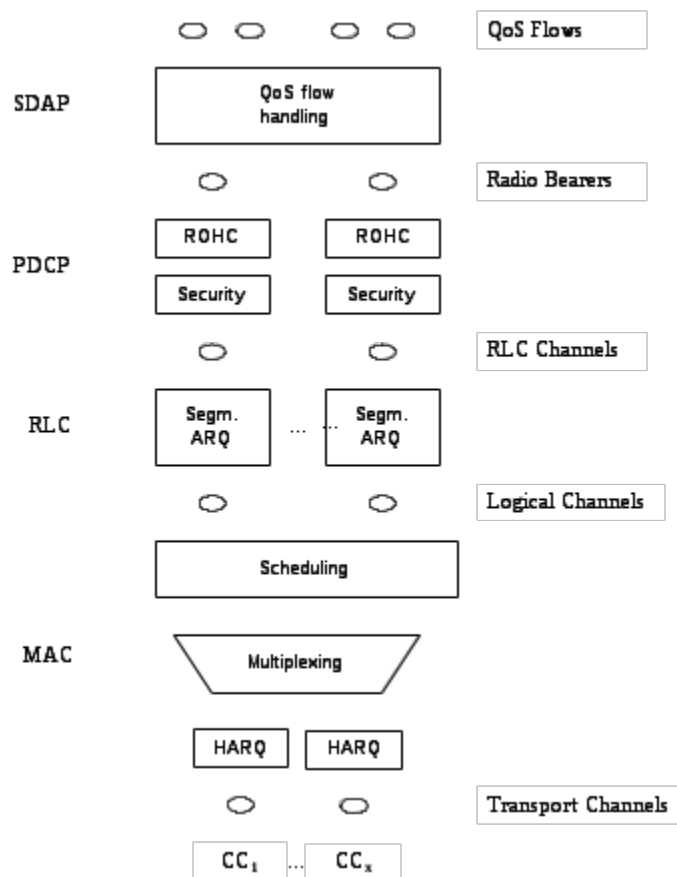 QoS Flows
SDAP
QoS flow
handling
Radio Bearers
ROHC ROHC
PDCP
Security Security
RLC Channels
RLC
Segm.
ARQ
... ...
Segm.
ARQ
Logical Channels
Scheduling
MAC
Multiplexing
HARQ HARQ
Transport Channels
CC₁ ... CCₓ